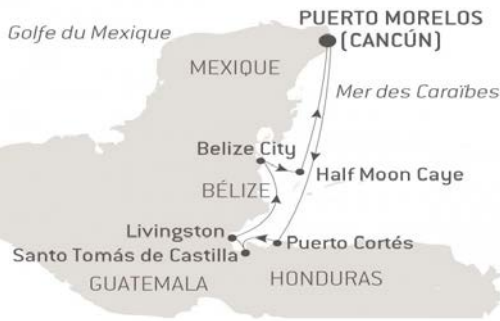 PUERTO MORELOS
(CANCÚN)
Golfe du Mexique
MEXIQUE
Mer des Caraïbes
Belize City
Half Moon Caye
BÉLIZE
Livingston
Puerto Cortés
Santo Tomás de Castilla
GUATEMALA
HONDURAS